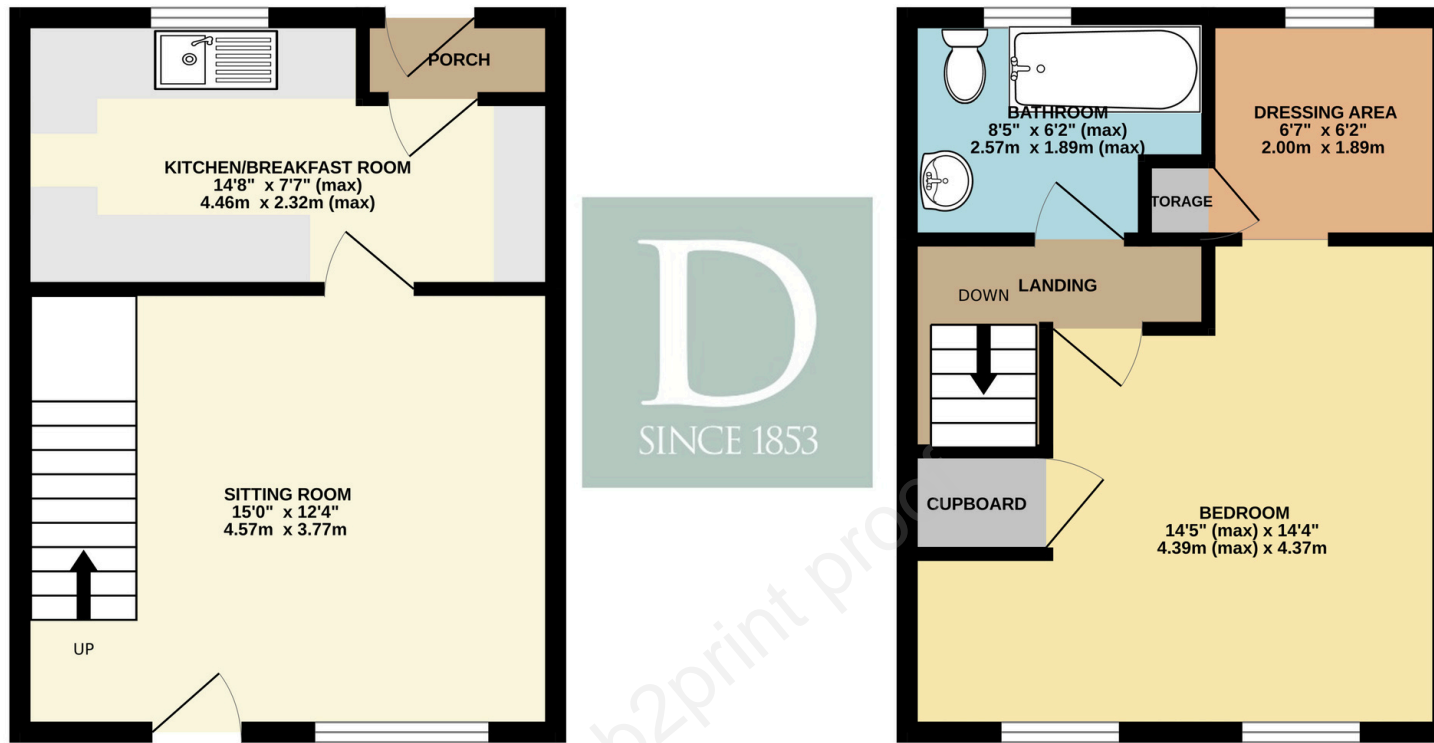 PORCH
KITCHEN/BREAKFAST ROOM
14'8" x 7'7" (max)
4.46m x 2.32m (max)
SITTING ROOM
15'0" x 12'4"
4.57m x 3.77m
UP
D
SINCE 1853
BATHROOM
8'5" x 6'2" (max)
2.57m x 1.89m (max)
DRESSING AREA
6'7" x 6'2"
2.00m x 1.89m
TORAGE
LANDING
DOWN
CUPBOARD
BEDROOM
14'5" (max) x 14'4"
4.39m (max) x 4.37m